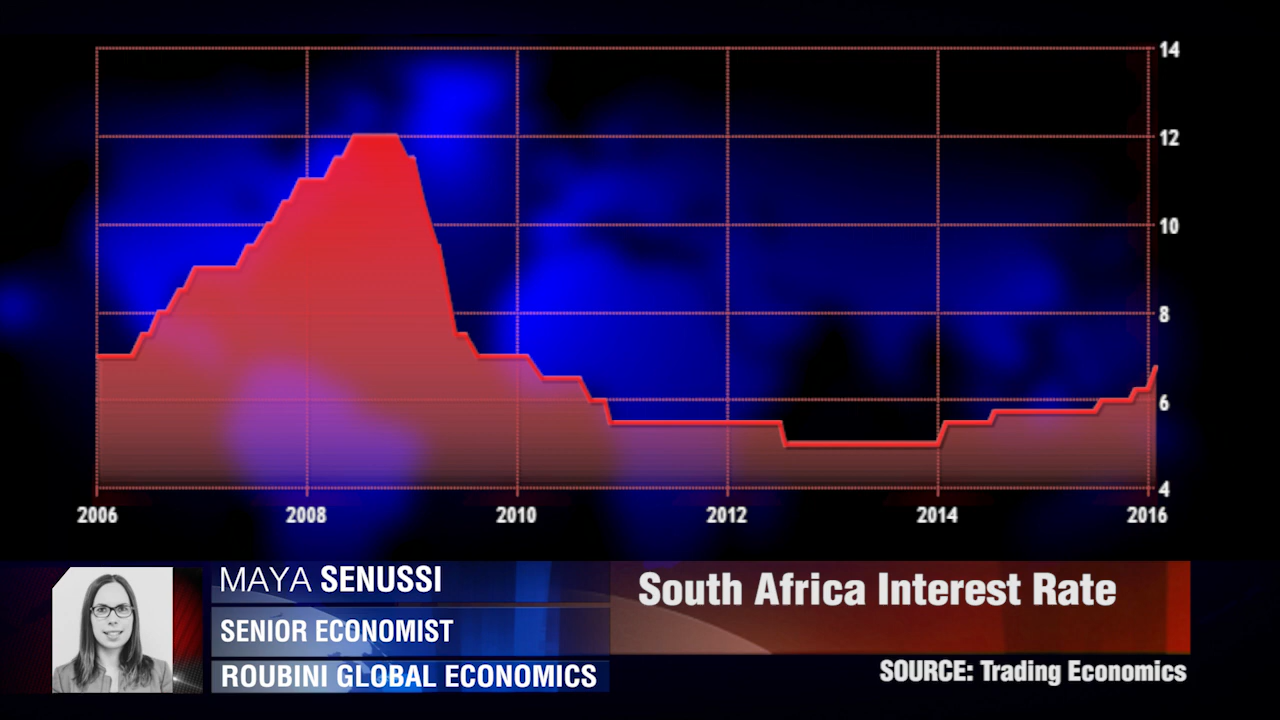 14
12
10
8
6
4
2006 2008 2010 2012 2014 2016
MAYA SENUSSI
SENIOR ECONOMIST
ROUBINI GLOBAL ECONOMICS
South Africa Interest Rate
SOURCE: Trading Economics